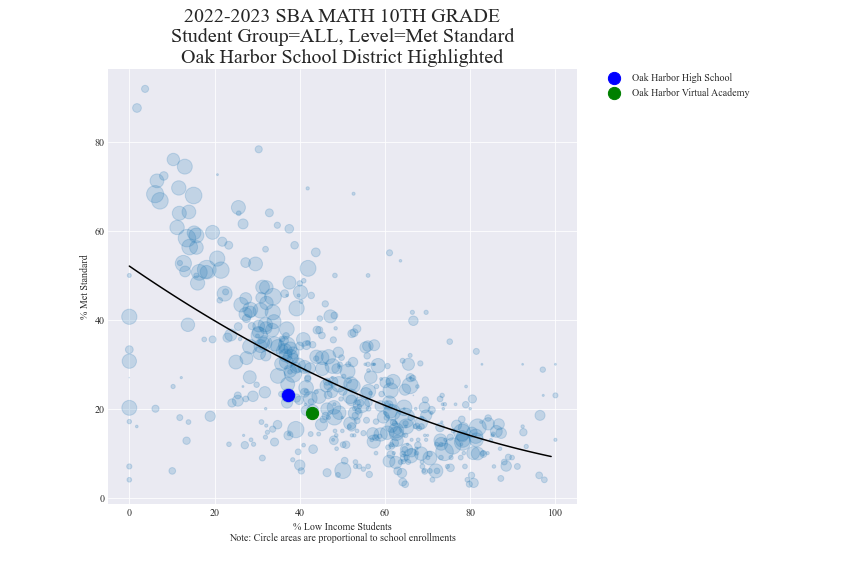 2022-2023 SBA MATH 10TH GRADE
Student Group=ALL, Level=Met Standard
Oak Harbor School District Highlighted
Oak Harbor High School
Oak Harbor Virtual Academy
80
60
40
20
0
% Met Standard
0 20 40 60 80 100
% Low Income Students
Note: Circle areas are proportional to school enrollments